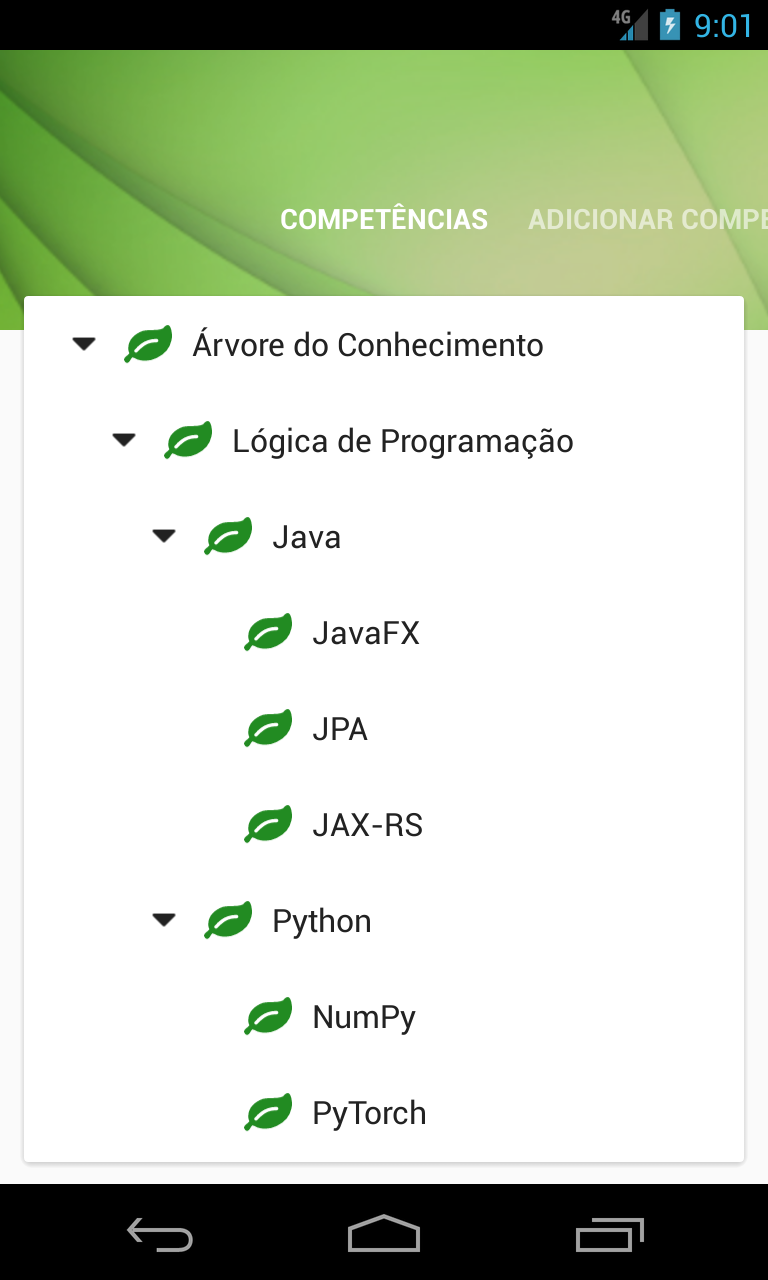 4G 9:01
COMPETÊNCIAS ADICIONAR COMPE
Árvore do Conhecimento
Lógica de Programação
Java
JavaFX
JPA
JAX-RS
Python
NumPy
PyTorch